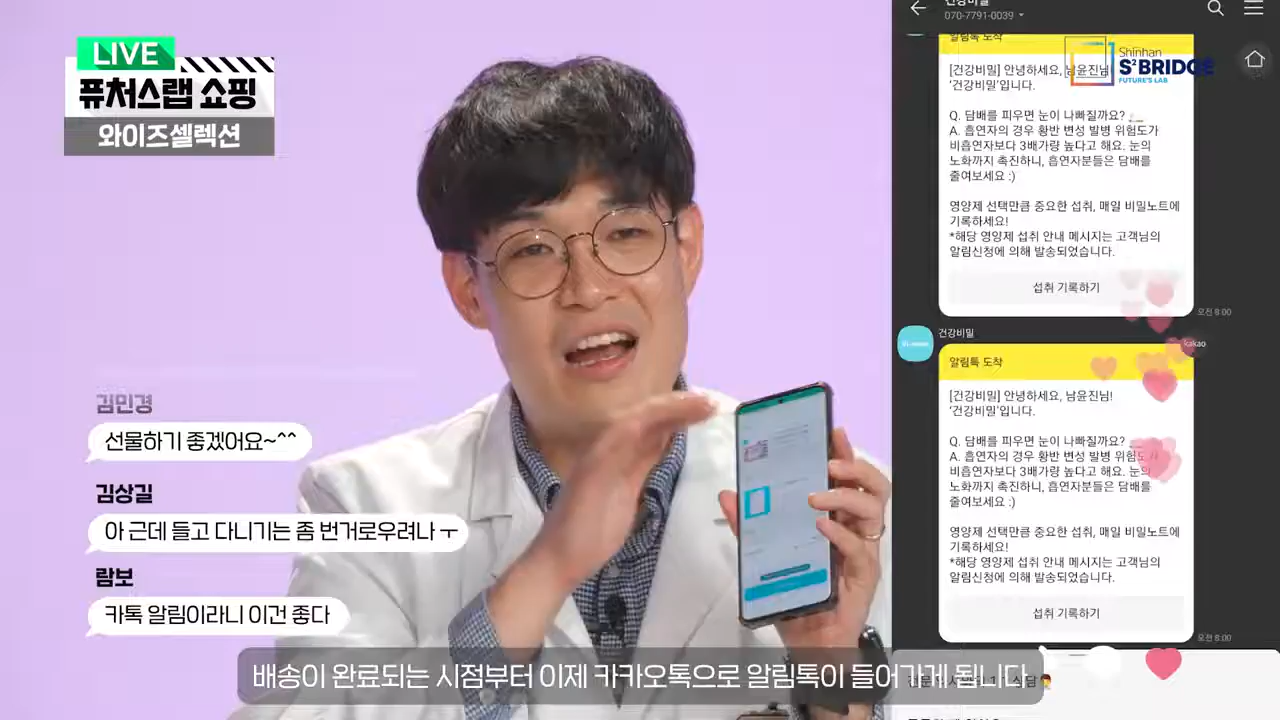 LIVE
퓨처스랩 쇼핑
와이즈셀렉션
김민경
선물하기 좋겠어요~^^
김상길
아 근데 들고 다니기는 좀 번거로우려나 ㅜ
람보
카톡 알림이라니 이건 좋다
배송이 완료되는 시점부터 이제 카카오톡으로 알림톡이 들어가게 됩니다
건강비밀
070-7791-0039
Shinhan
S² BRIDGE
FUTURE'S LAB
알림톡 도착
[건강비밀] 안녕하세요, 남윤진님!
'건강비밀'입니다.
Q. 담배를 피우면 눈이 나빠질까요?
A. 흡연자의 경우 황반 변성 발병 위험도가
비흡연자보다 3배가량 높다고 해요. 눈의
노화까지 촉진하니, 흡연자분들은 담배를
줄여보세요 :)
영양제 선택만큼 중요한 섭취, 매일 비밀노트에
기록하세요!
*해당 영양제 섭취 안내 메시지는 고객님의
알림신청에 의해 발송되었습니다.
섭취 기록하기
오전 8:00
건강비밀
kakao
알림톡 도착
[건강비밀] 안녕하세요, 남윤진님!
'건강비밀'입니다.
Q. 담배를 피우면 눈이 나빠질까요?
A. 흡연자의 경우 황반 변성 발병 위험도가
비흡연자보다 3배가량 높다고 해요. 눈의
노화까지 촉진하니, 흡연자분들은 담배를
줄여보세요 :)
영양제 선택만큼 중요한 섭취, 매일 비밀노트에
기록하세요!
*해당 영양제 섭취 안내 메시지는 고객님의
알림신청에 의해 발송되었습니다.
섭취 기록하기
오전 8:00